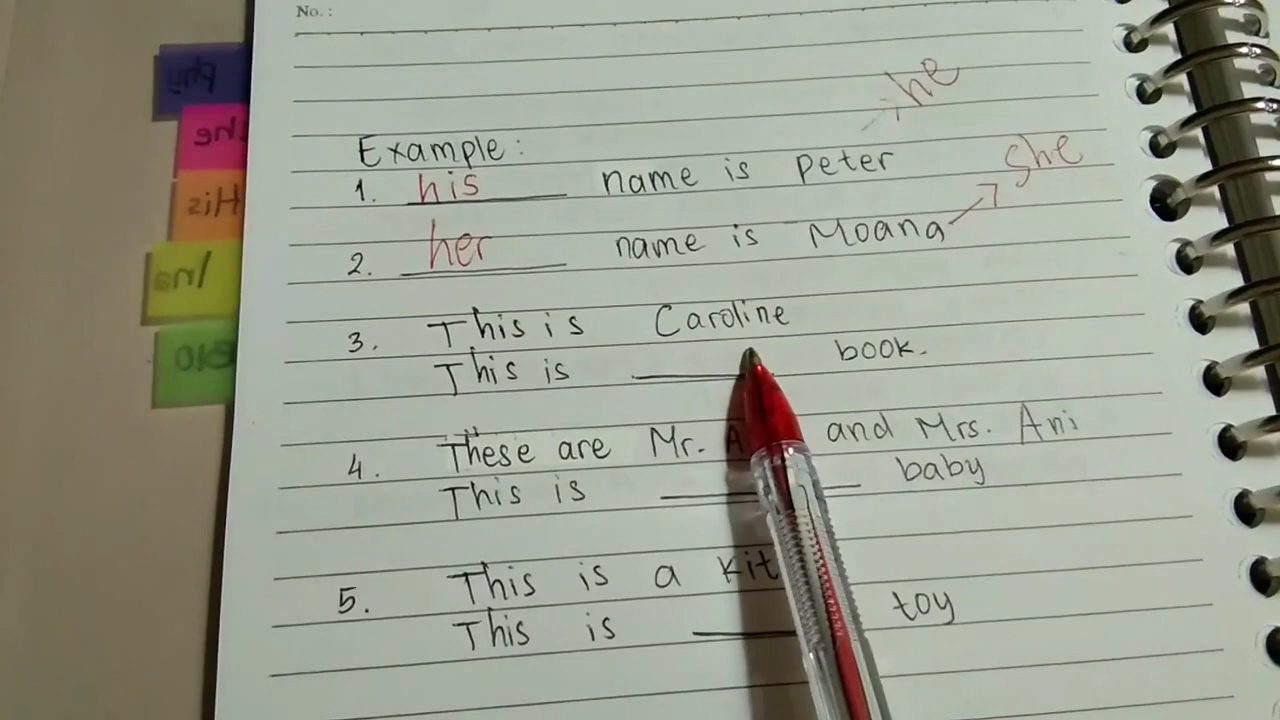 No. :
he
Example:
1. his name is peter
she
2. her name is Moana
3. This is Caroline
This is book.
4. These are Mr. and Mrs. Ani
This is baby
5. This is a
This is toy